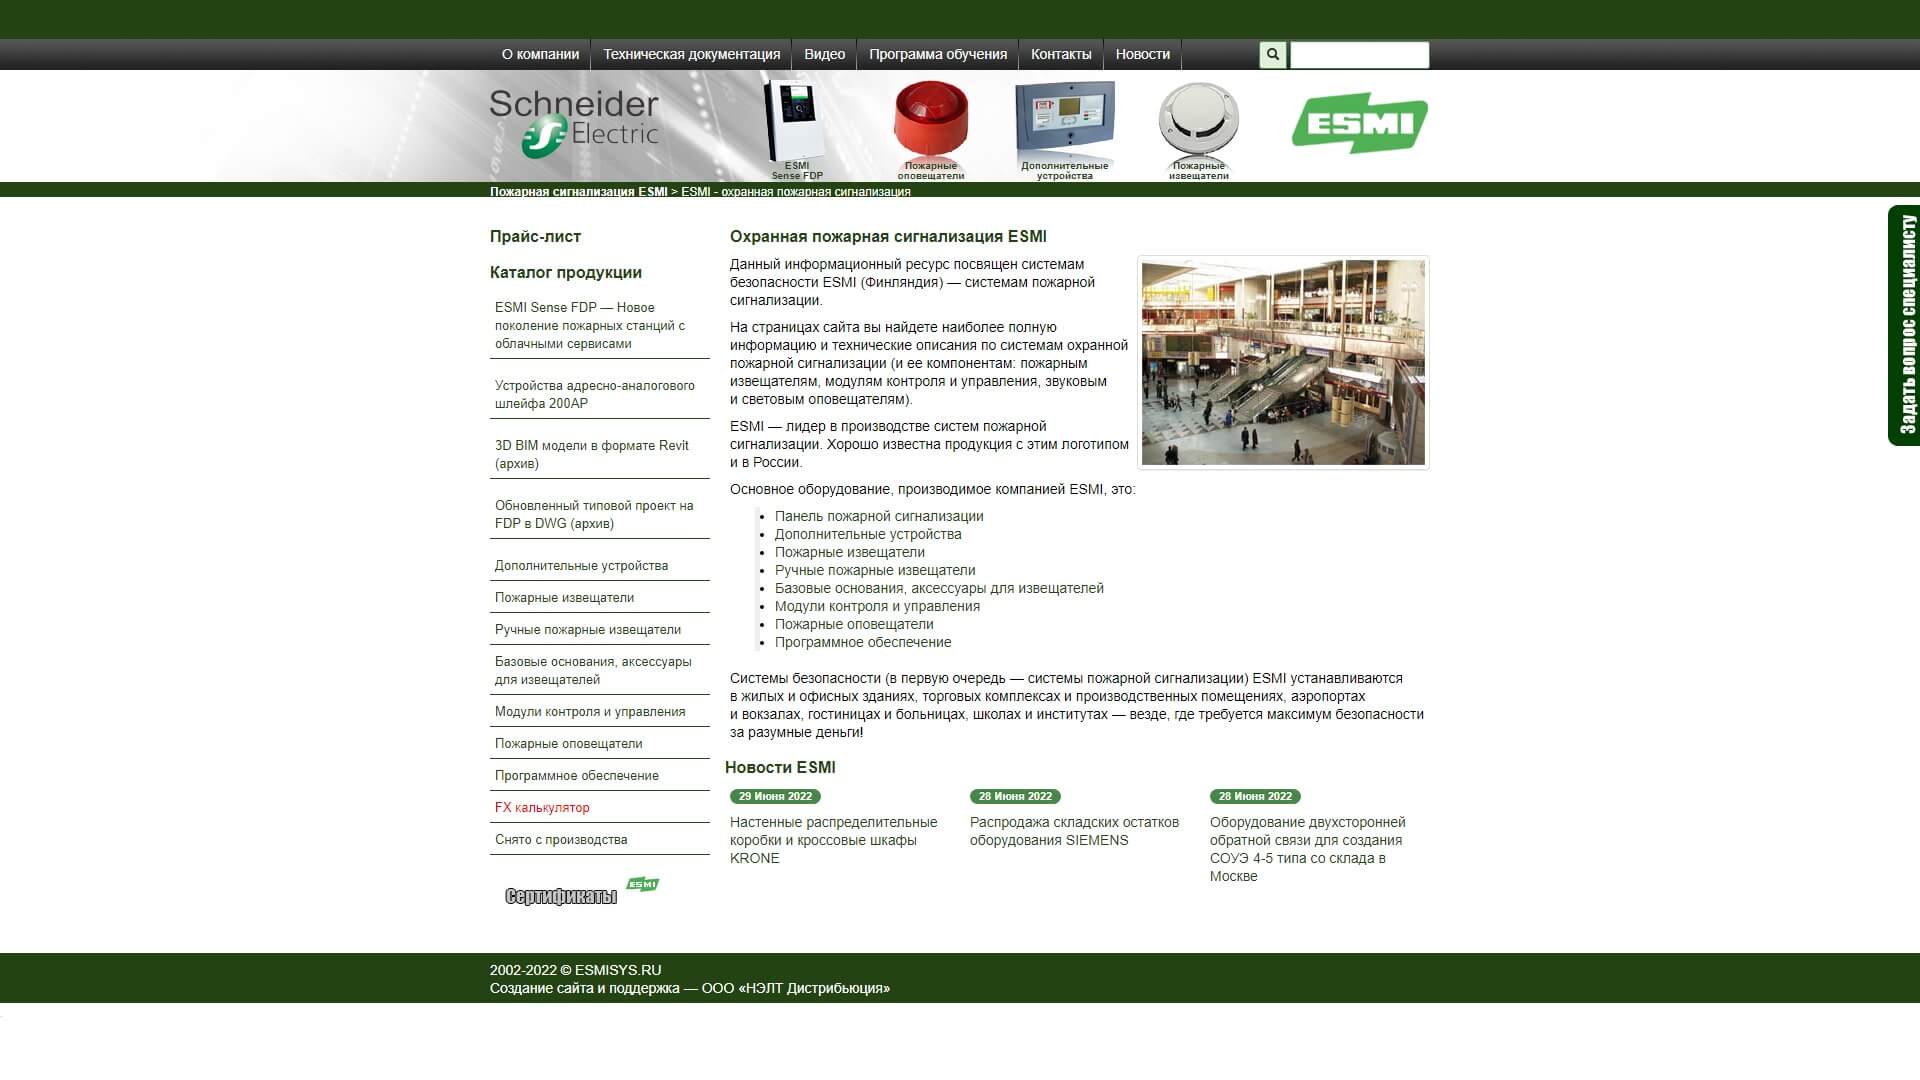 О компании
Техническая документация
Видео
Программа обучения
Контакты
Новости
Schneider
Electric
ESMI
Sense FDP
Пожарные
оповещатели
Дополнительные
устройства
Пожарные
извещатели
ESMI
Пожарная сигнализация ESMI > ESMI - охранная пожарная сигнализация
Задать вопрос специалисту
Прайс-лист
Каталог продукции
ESMI Sense FDP — Новое
поколение пожарных станций с
облачными сервисами
Устройства адресно-аналогового
шлейфа 200AP
3D BIM модели в формате Revit
(архив)
Обновленный типовой проект на
FDP в DWG (архив)
Дополнительные устройства
Пожарные извещатели
Ручные пожарные извещатели
Базовые основания, аксессуары
для извещателей
Модули контроля и управления
Пожарные оповещатели
Программное обеспечение
FX калькулятор
Снято с производства
Сертификаты
ESMI
Охранная пожарная сигнализация ESMI
Данный информационный ресурс посвящен системам
безопасности ESMI (Финляндия) — системам пожарной
сигнализации.
На страницах сайта вы найдете наиболее полную
информацию и технические описания по системам охранной
пожарной сигнализации (и ее компонентам: пожарным
извещателям, модулям контроля и управления, звуковым
и световым оповещателям).
ESMI — лидер в производстве систем пожарной
сигнализации. Хорошо известна продукция с этим логотипом
и в России.
Основное оборудование, производимое компанией ESMI, это:
Панель пожарной сигнализации
Дополнительные устройства
Пожарные извещатели
Ручные пожарные извещатели
Базовые основания, аксессуары для извещателей
Модули контроля и управления
Пожарные оповещатели
Программное обеспечение
Системы безопасности (в первую очередь — системы пожарной сигнализации) ESMI устанавливаются
в жилых и офисных зданиях, торговых комплексах и производственных помещениях, аэропортах
и вокзалах, гостиницах и больницах, школах и институтах — везде, где требуется максимум безопасности
за разумные деньги!
Новости ESMI
29 Июня 2022
Настенные распределительные
коробки и кроссовые шкафы
KRONE
28 Июня 2022
Распродажа складских остатков
оборудования SIEMENS
28 Июня 2022
Оборудование двухсторонней
обратной связи для создания
СОУЭ 4-5 типа со склада в
Москве
2002-2022 © ESMISYS.RU
Создание сайта и поддержка — ООО «НЭЛТ Дистрибьюция»